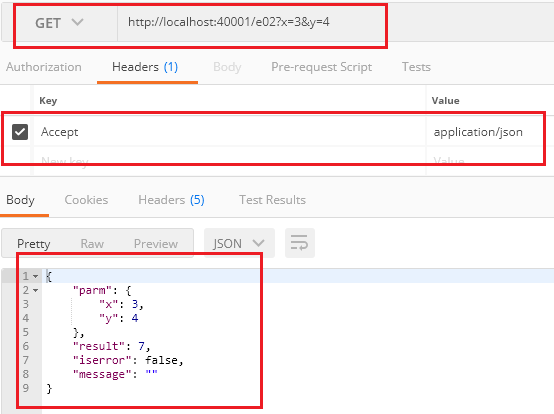 GET http://localhost:40001/e02?x=3&y=4
Authorization Headers (1) Body Pre-request Script Tests
Key Value
Accept application/json
New key Value
Body Cookies Headers (5) Test Results
Pretty Raw Preview JSON
1 {
2 "parm": {
3 "x": 3,
4 "y": 4
5 },
6 "result": 7,
7 "iserror": false,
8 "message": ""
9 }